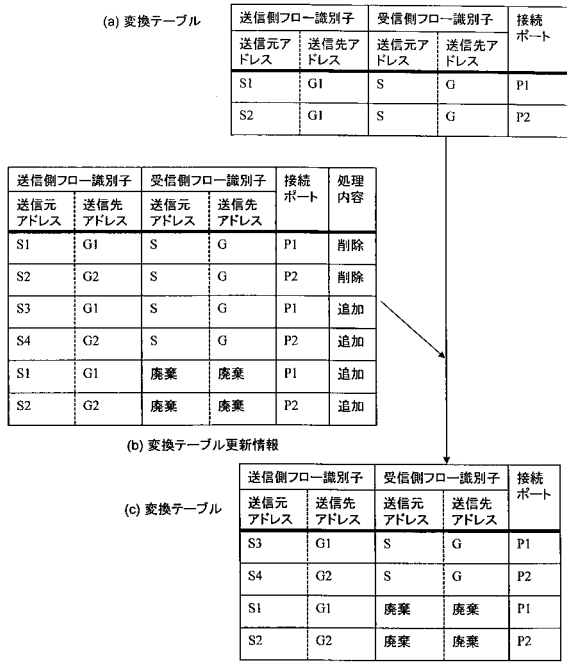 (a) 変換テーブル
送信側フロー識別子 受信側フロー識別子 接続ポート
送信元アドレス 送信先アドレス 送信元アドレス 送信先アドレス
S1 G1 S G P1
S2 G1 S G P2
送信側フロー識別子 受信側フロー識別子 接続ポート 処理内容
送信元アドレス 送信先アドレス 送信元アドレス 送信先アドレス
S1 G1 S G P1 削除
S2 G2 S G P2 削除
S3 G1 S G P1 追加
S4 G2 S G P2 追加
S1 G1 廃棄 廃棄 P1 追加
S2 G2 廃棄 廃棄 P2 追加
(b) 変換テーブル更新情報
(c) 変換テーブル
送信側フロー識別子 受信側フロー識別子 接続ポート
送信元アドレス 送信先アドレス 送信元アドレス 送信先アドレス
S3 G1 S G P1
S4 G2 S G P2
S1 G1 廃棄 廃棄 P1
S2 G2 廃棄 廃棄 P2